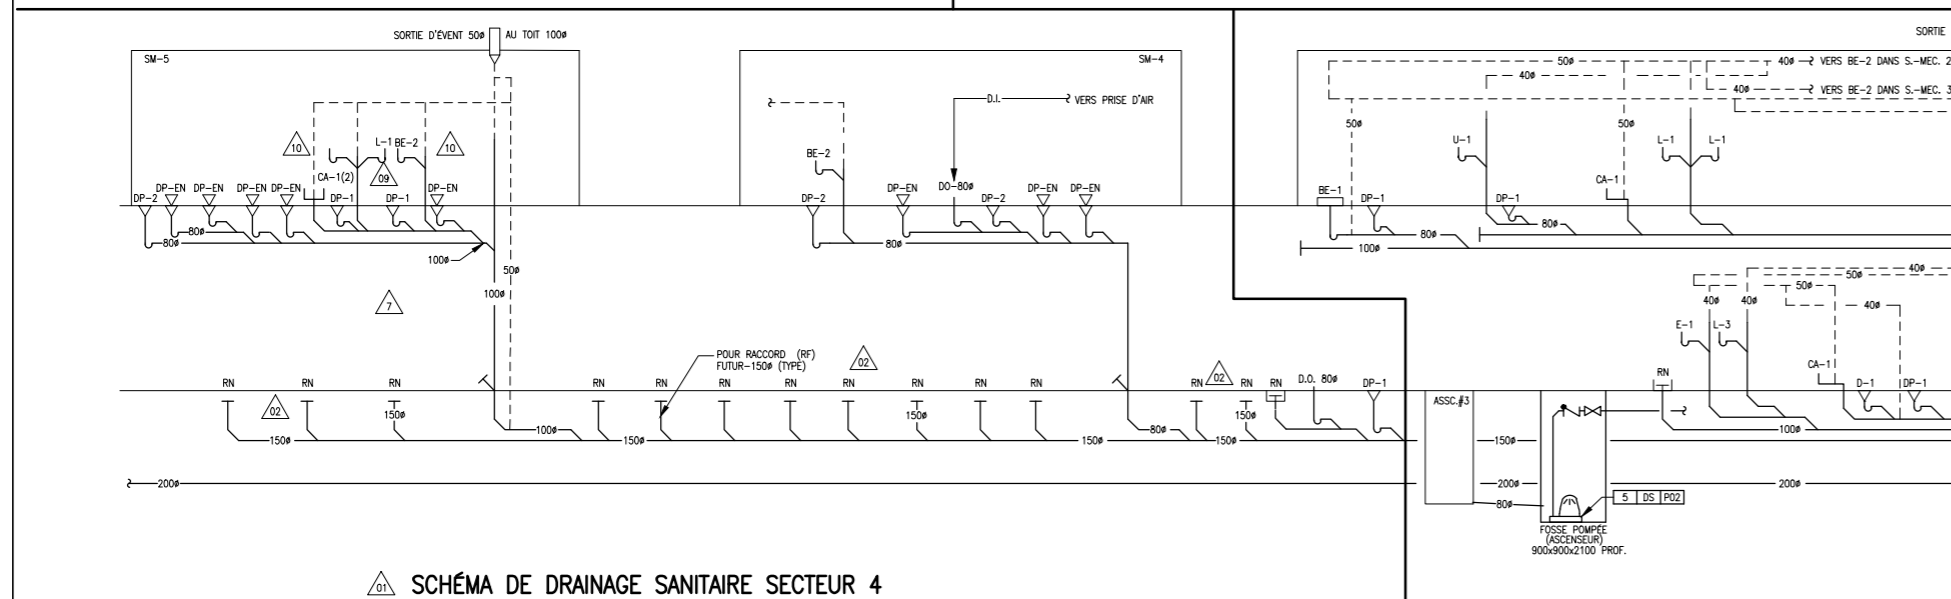 SORTIE D'ÉVENT 50ø AU TOIT 100ø
SORTIE
SM-5
SM-4
50ø
40ø
VERS BE-2 DANS S.-MEC. 2
40ø
40ø
VERS BE-2 DANS S.-MEC. 3
D.I.
VERS PRISE D'AIR
50ø
50ø
10
L-1
BE-2
10
U-1
L-1
L-1
BE-2
CA-1(2)
09
CA-1
DP-2
DP-EN
DP-EN
DP-EN
DP-EN
DP-1
DP-1
DP-EN
DP-2
DP-EN
DO-80ø
DP-2
DP-EN
DP-EN
BE-1
DP-1
DP-1
80ø
80ø
80ø
80ø
80ø
100ø
100ø
50ø
100ø
7
50ø
40ø
50ø
40ø
40ø
40ø
E-1
L-3
POUR RACCORD (RF)
FUTUR-150ø (TYPE)
02
CA-1
RN
RN
RN
RN
RN
RN
RN
RN
RN
RN
RN
02
RN
RN
D.O. 80ø
DP-1
RN
D-1
DP-1
02
150ø
150ø
150ø
ASSC.#3
150ø
100ø
150ø
150ø
80ø
150ø
150ø
100ø
200ø
200ø
200ø
80ø
5 DS P02
FOSSE POMPÉE
(ASCENSEUR)
900x900x2100 PROF.
01 SCHÉMA DE DRAINAGE SANITAIRE SECTEUR 4